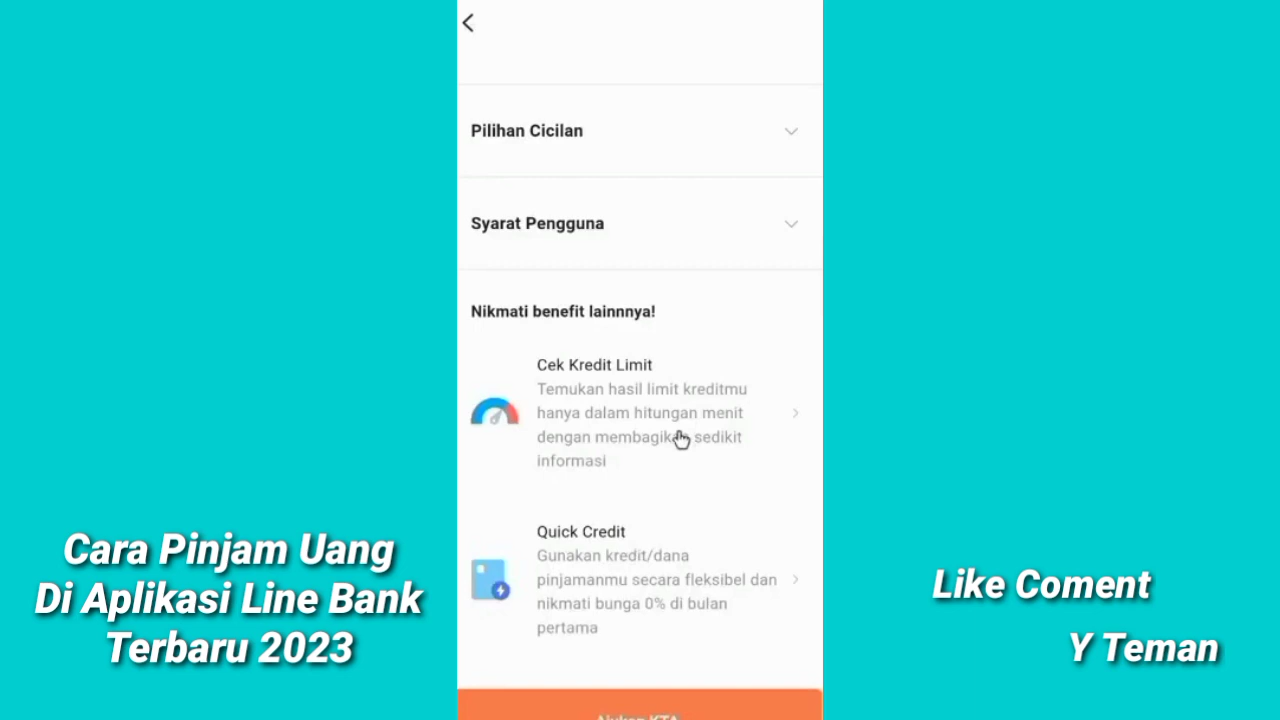 Pilihan Cicilan
Syarat Pengguna
Nikmati benefit lainnnya!
Cek Kredit Limit
Temukan hasil limit kreditmu
hanya dalam hitungan menit
dengan membagikan sedikit
informasi
Quick Credit
Gunakan kredit/dana
pinjamanmu secara fleksibel dan
nikmati bunga 0% di bulan
pertama
Cara Pinjam Uang
Di Aplikasi Line Bank
Terbaru 2023
Like Coment
Y Teman